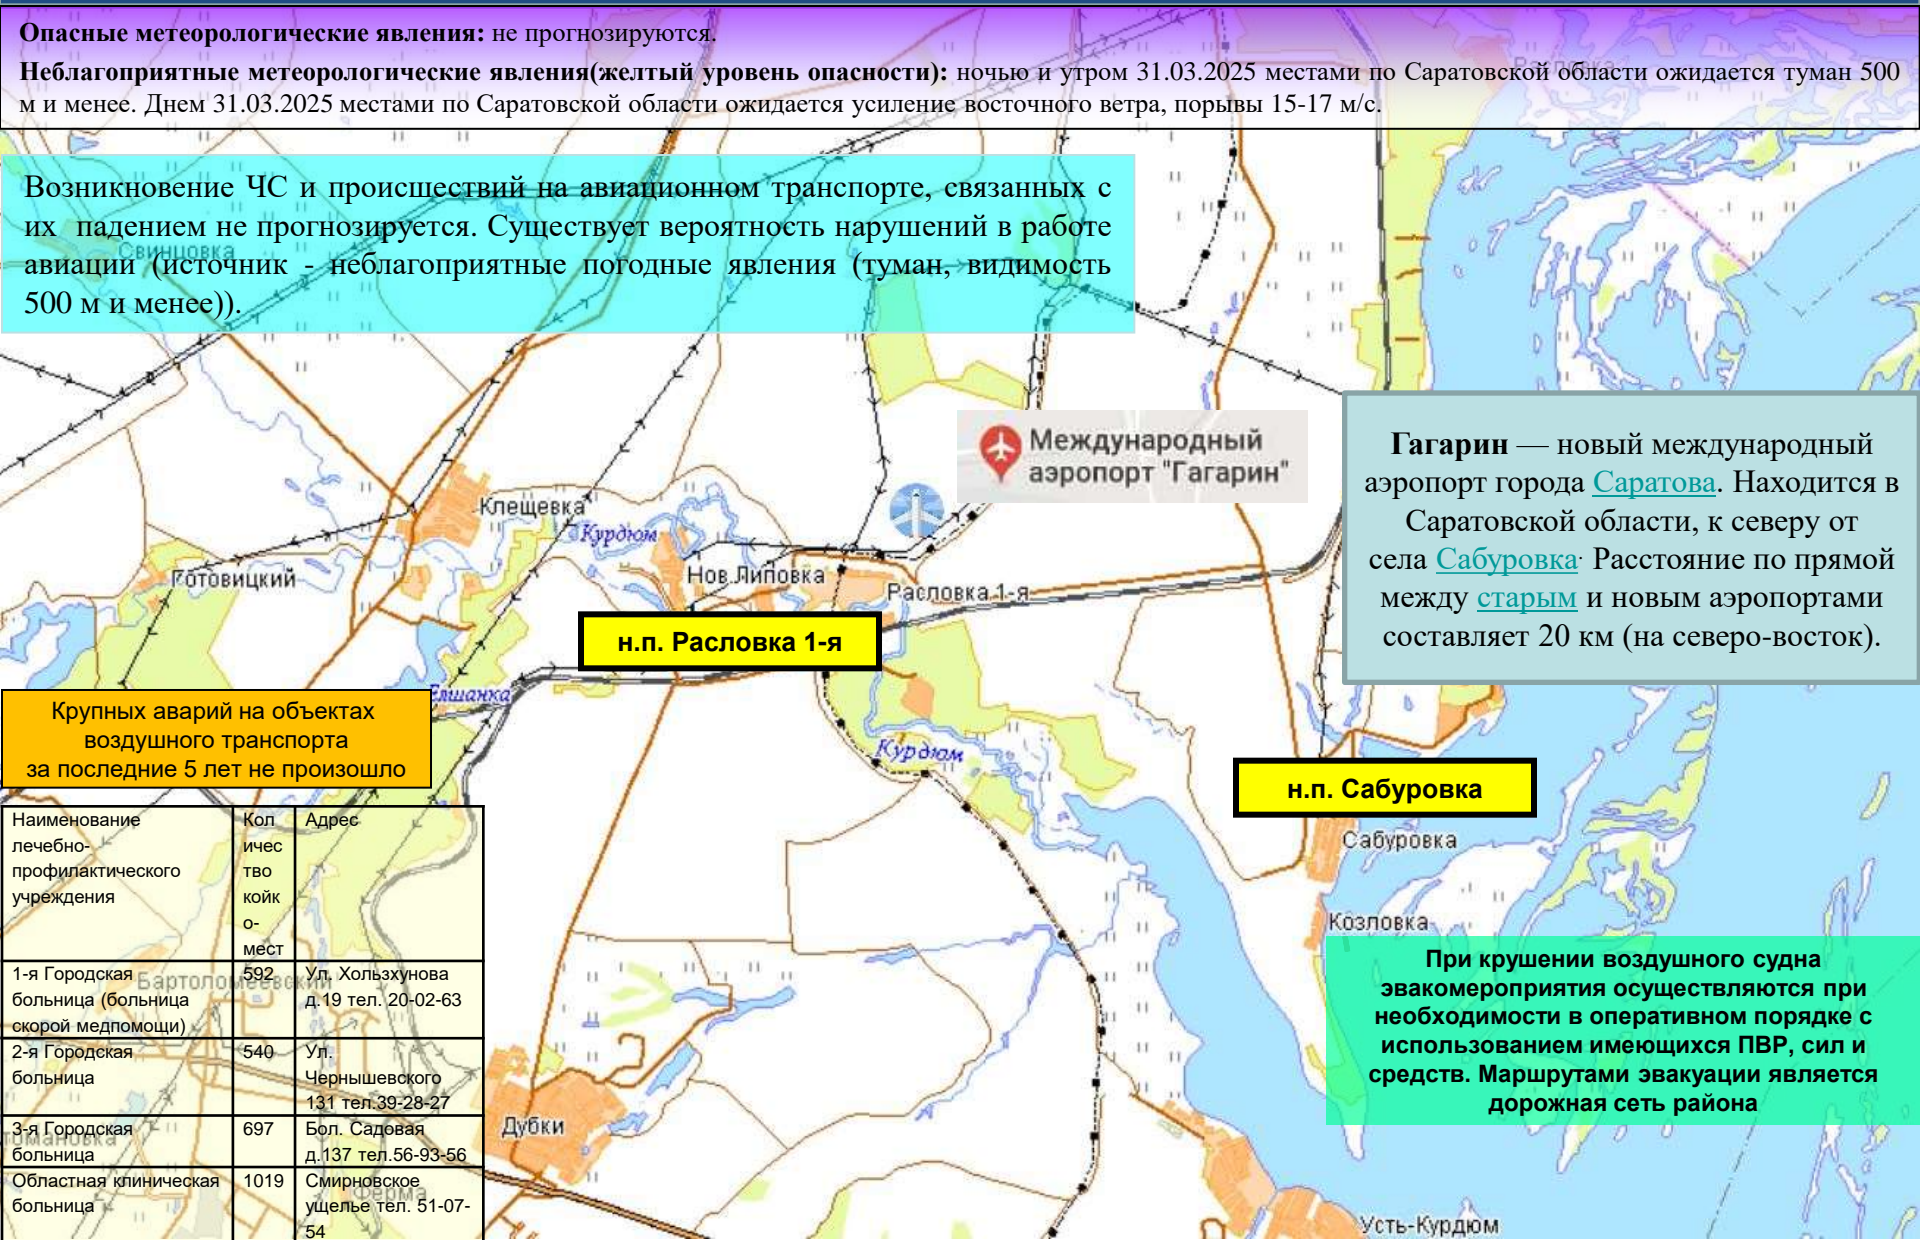 Опасные метеорологические явления: не прогнозируются.
Неблагоприятные метеорологические явления(желтый уровень опасности): ночью и утром 31.03.2025 местами по Саратовской области ожидается туман 500
м и менее. Днем 31.03.2025 местами по Саратовской области ожидается усиление восточного ветра, порывы 15-17 м/с.
Возникновение ЧС и происшествий на авиационном транспорте, связанных с
их падением не прогнозируется. Существует вероятность нарушений в работе
авиации (источник - неблагоприятные погодные явления (туман, видимость
500 м и менее)).
Свинцовка
Международный
аэропорт "Гагарин"
Гагарин — новый международный
аэропорт города Саратова. Находится в
Саратовской области, к северу от
села Сабуровка. Расстояние по прямой
между старым и новым аэропортами
составляет 20 км (на северо-восток).
Клещевка
Курдюм
Готовицкий
Нов.Липовка
Расловка 1-я
н.п. Расловка 1-я
Елшанка
Крупных аварий на объектах
воздушного транспорта
за последние 5 лет не произошло
Курдюм
н.п. Сабуровка
Сабуровка
Козловка
Наименование
лечебно-
профилактического
учреждения
Кол
ичес
тво
койк
о-
мест
Адрес
1-я Городская
больница (больница
скорой медпомощи)
592
Ул. Хользхунова
д.19 тел. 20-02-63
2-я Городская
больница
540
Ул.
Чернышевского
131 тел.39-28-27
3-я Городская
больница
697
Бол. Садовая
д.137 тел.56-93-56
Областная клиническая
больница
1019
Смирновское
ущелье тел. 51-07-
54
Бартоломеевский
Ферма
Дубки
При крушении воздушного судна
эвакомероприятия осуществляются при
необходимости в оперативном порядке с
использованием имеющихся ПВР, сил и
средств. Маршрутами эвакуации является
дорожная сеть района
Усть-Курдюм